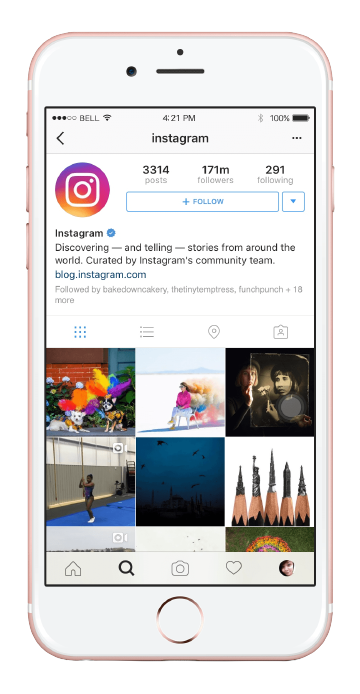 ●●●○○ BELL 4:21 PM 100%
instagram
3314 171m 291
posts followers following
+ FOLLOW
Instagram
Discovering — and telling — stories from around the
world. Curated by Instagram's community team.
blog.instagram.com
Followed by bakedowncakery, thetinytemptress, funchpunch + 18
more